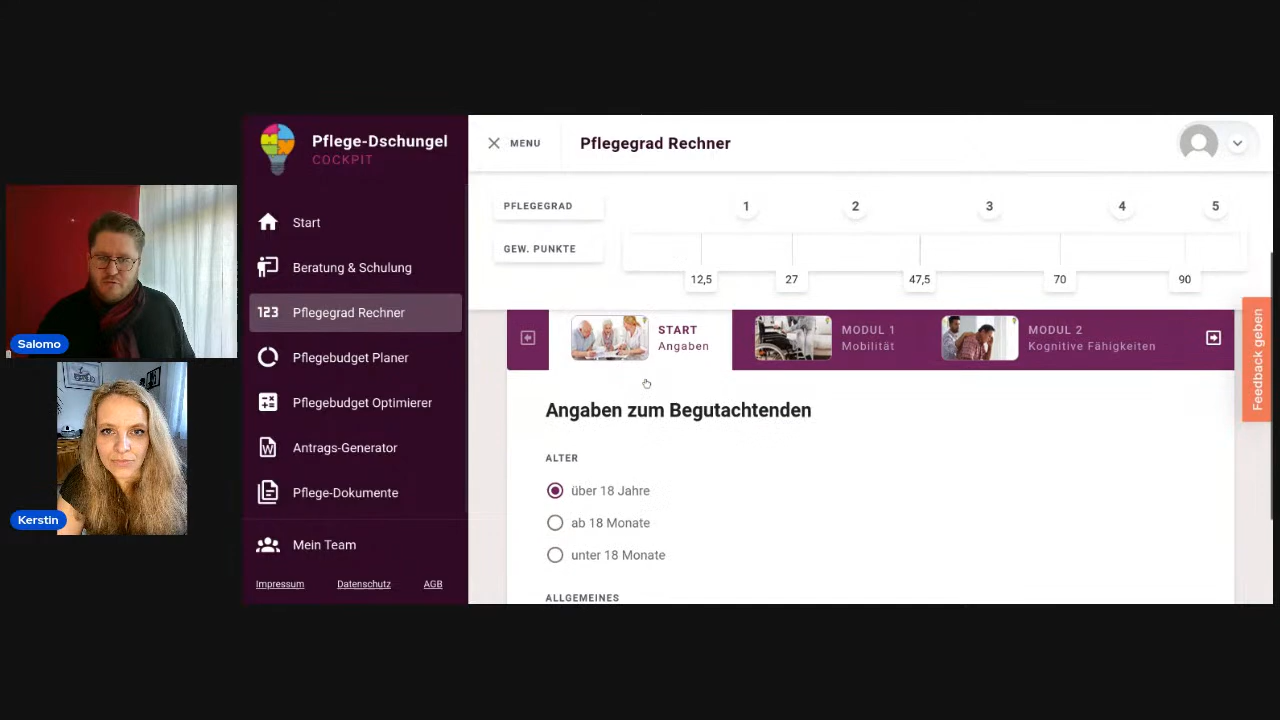 Salomo
Kerstin
Pflege-Dschungel
COCKPIT
Start
Beratung & Schulung
123 Pflegegrad Rechner
Pflegebudget Planer
Pflegebudget Optimierer
Antrags-Generator
Pflege-Dokumente
Mein Team
Impressum Datenschutz AGB
MENU
Pflegegrad Rechner
PFLEGEGRAD 1 2 3 4 5
GEW. PUNKTE
12,5 27 47,5 70 90
START
Angaben
MODUL 1
Mobilität
MODUL 2
Kognitive Fähigkeiten
Angaben zum Begutachtenden
ALTER
über 18 Jahre
ab 18 Monate
unter 18 Monate
ALLGEMEINES
Feedback geben